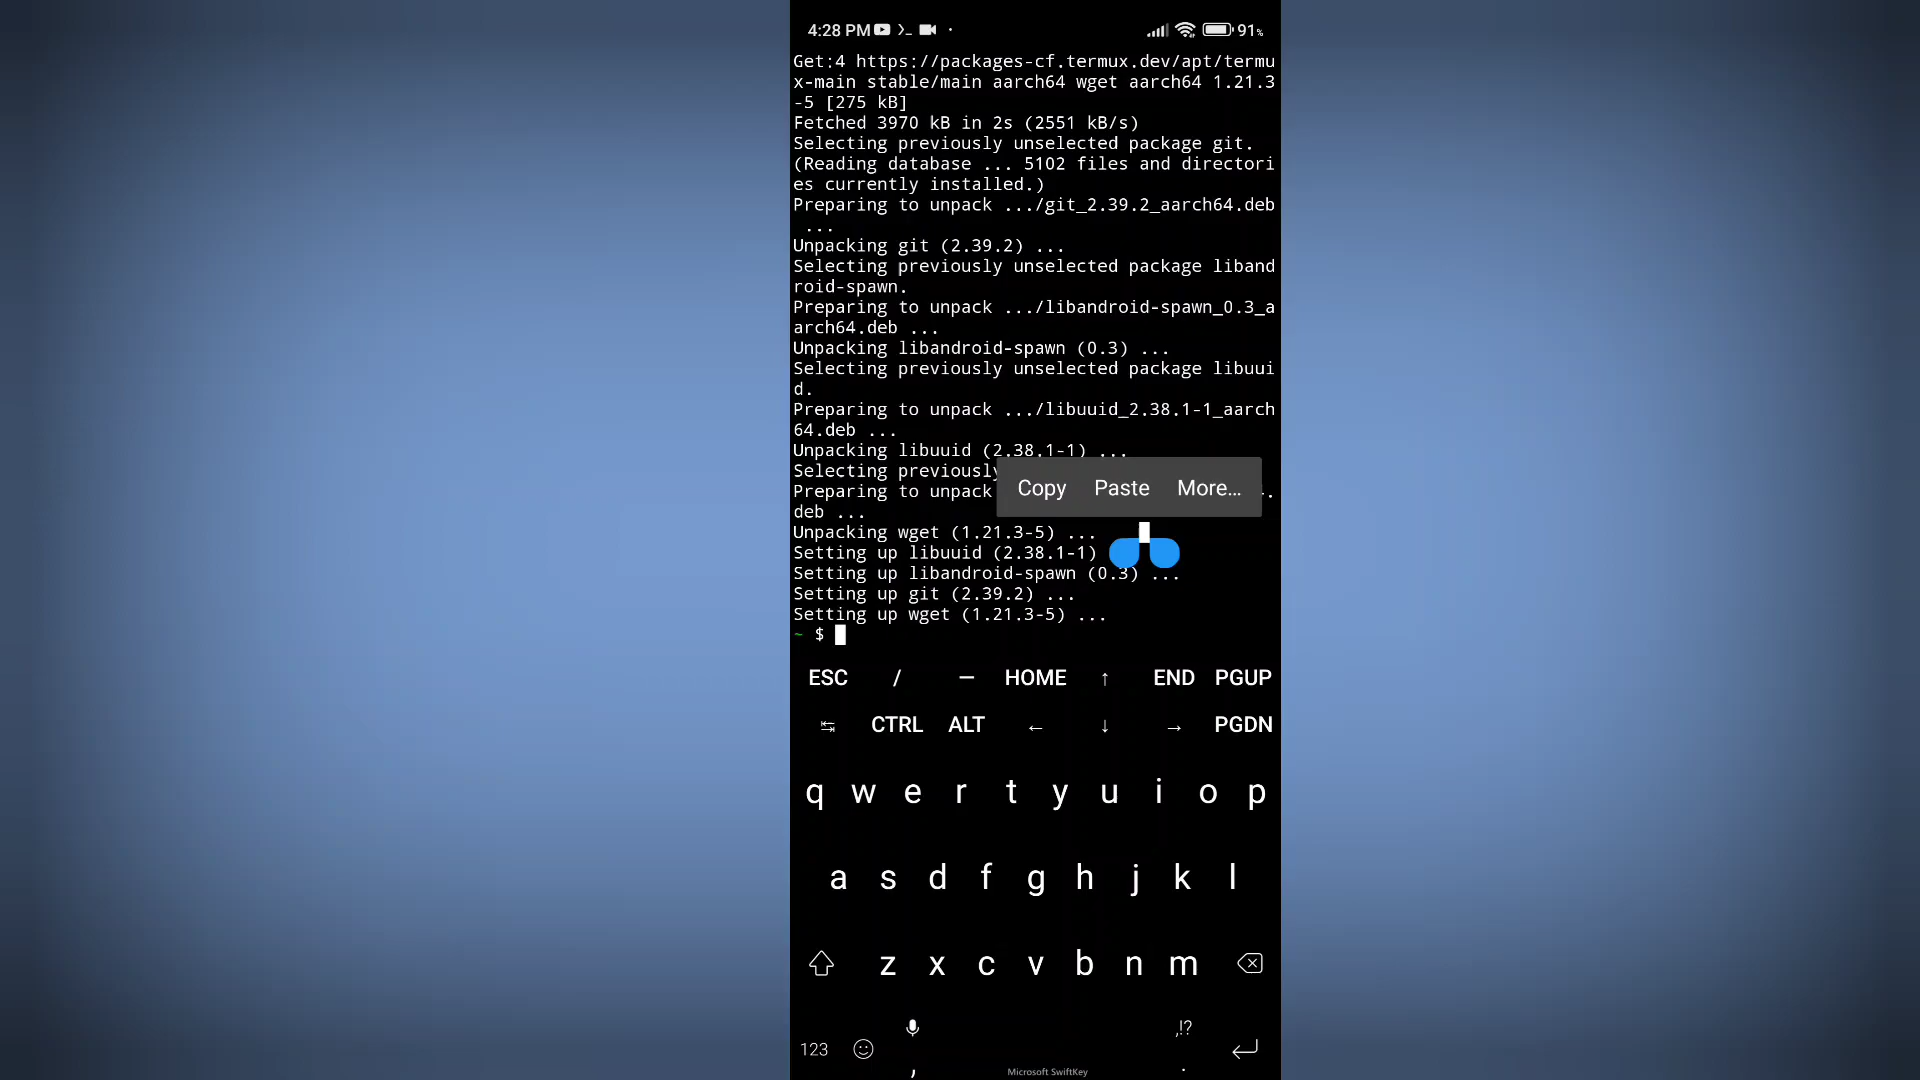 4:28 PM
91%
Get:4 https://packages-cf.termux.dev/apt/termu
x-main stable/main aarch64 wget aarch64 1.21.3
-5 [275 kB]
Fetched 3970 kB in 2s (2551 kB/s)
Selecting previously unselected package git.
(Reading database ... 5102 files and directori
es currently installed.)
Preparing to unpack .../git_2.39.2_aarch64.deb
...
Unpacking git (2.39.2) ...
Selecting previously unselected package liband
roid-spawn.
Preparing to unpack .../libandroid-spawn_0.3_a
arch64.deb ...
Unpacking libandroid-spawn (0.3) ...
Selecting previously unselected package libuui
d.
Preparing to unpack .../libuuid_2.38.1-1_aarch
64.deb ...
Unpacking libuuid (2.38.1-1) ...
Selecting previously
Preparing to unpack
Copy Paste More...
deb ...
Unpacking wget (1.21.3-5) ...
Setting up libuuid (2.38.1-1)
Setting up libandroid-spawn (0.3) ...
Setting up git (2.39.2) ...
Setting up wget (1.21.3-5) ...
~ $
ESC / — HOME ↑ END PGUP
↹ CTRL ALT ← ↓ → PGDN
q w e r t y u i o p
a s d f g h j k l
z x c v b n m
,!?
123 , .
Microsoft SwiftKey